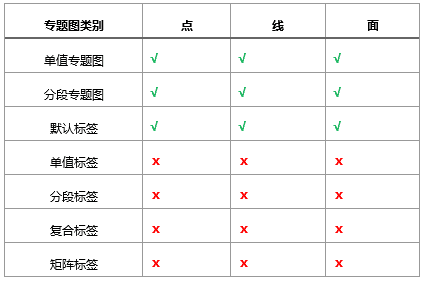 专题图类别 点 线 面
单值专题图 √ √ √
分段专题图 √ √ √
默认标签 √ √ √
单值标签 x x x
分段标签 x x x
复合标签 x x x
矩阵标签 x x x